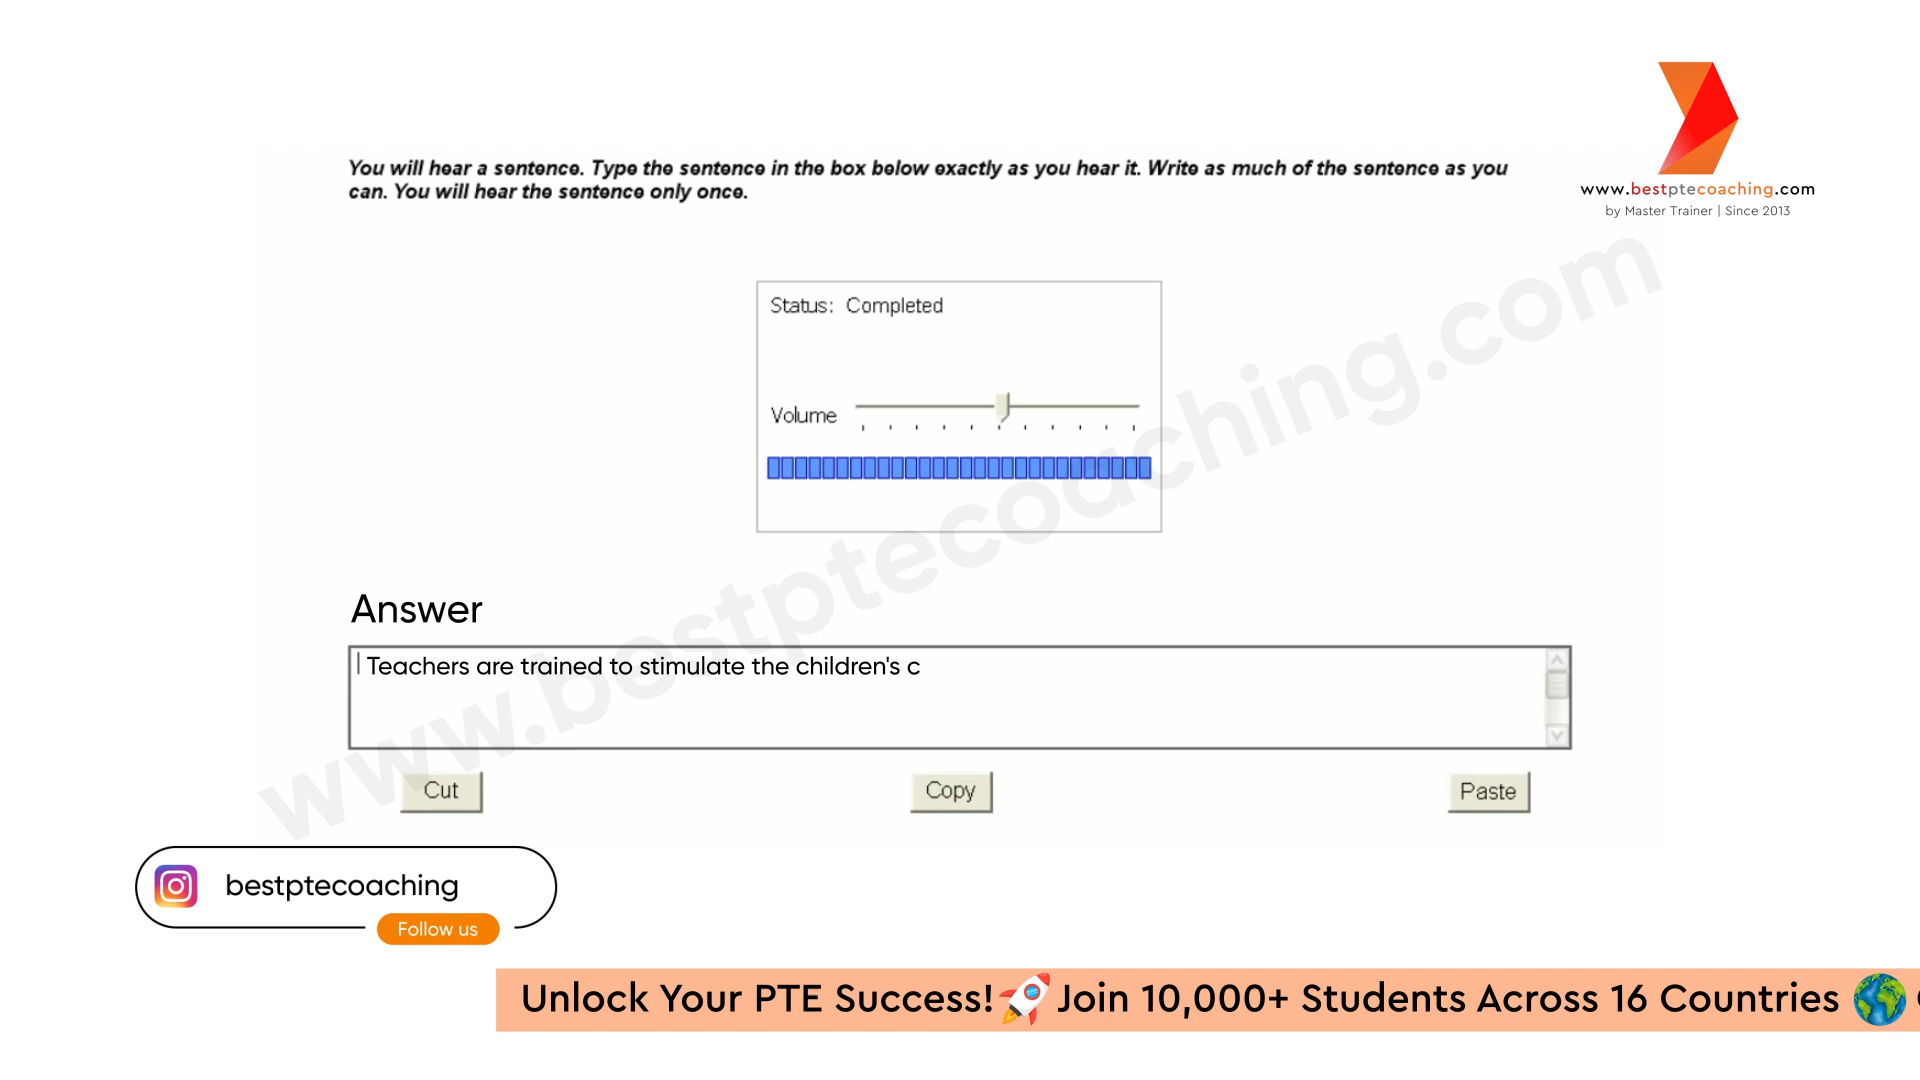 You will hear a sentence. Type the sentence in the box below exactly as you hear it. Write as much of the sentence as you
can. You will hear the sentence only once.
www.bestptecoaching.com
by Master Trainer | Since 2013
Status: Completed
Volume
www.bestptecoaching.com
Answer
Teachers are trained to stimulate the children's c
Cut
Copy
Paste
bestptecoaching
Follow us
Unlock Your PTE Success!🚀Join 10,000+ Students Across 16 Countries 🌍